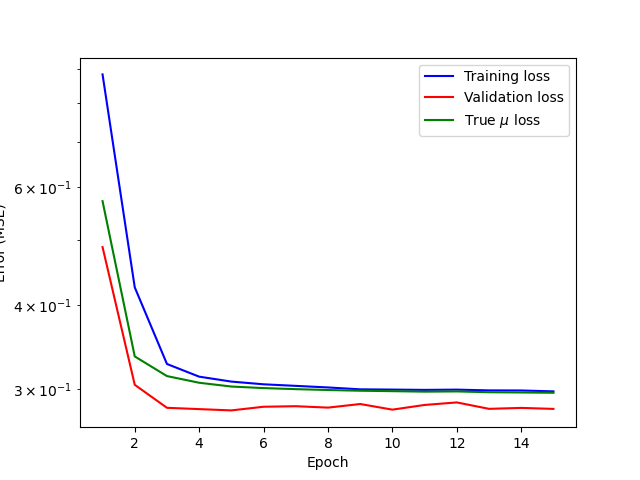 Training loss
Validation loss
True μ loss
6 × 10⁻¹
4 × 10⁻¹
3 × 10⁻¹
2 4 6 8 10 12 14
Epoch